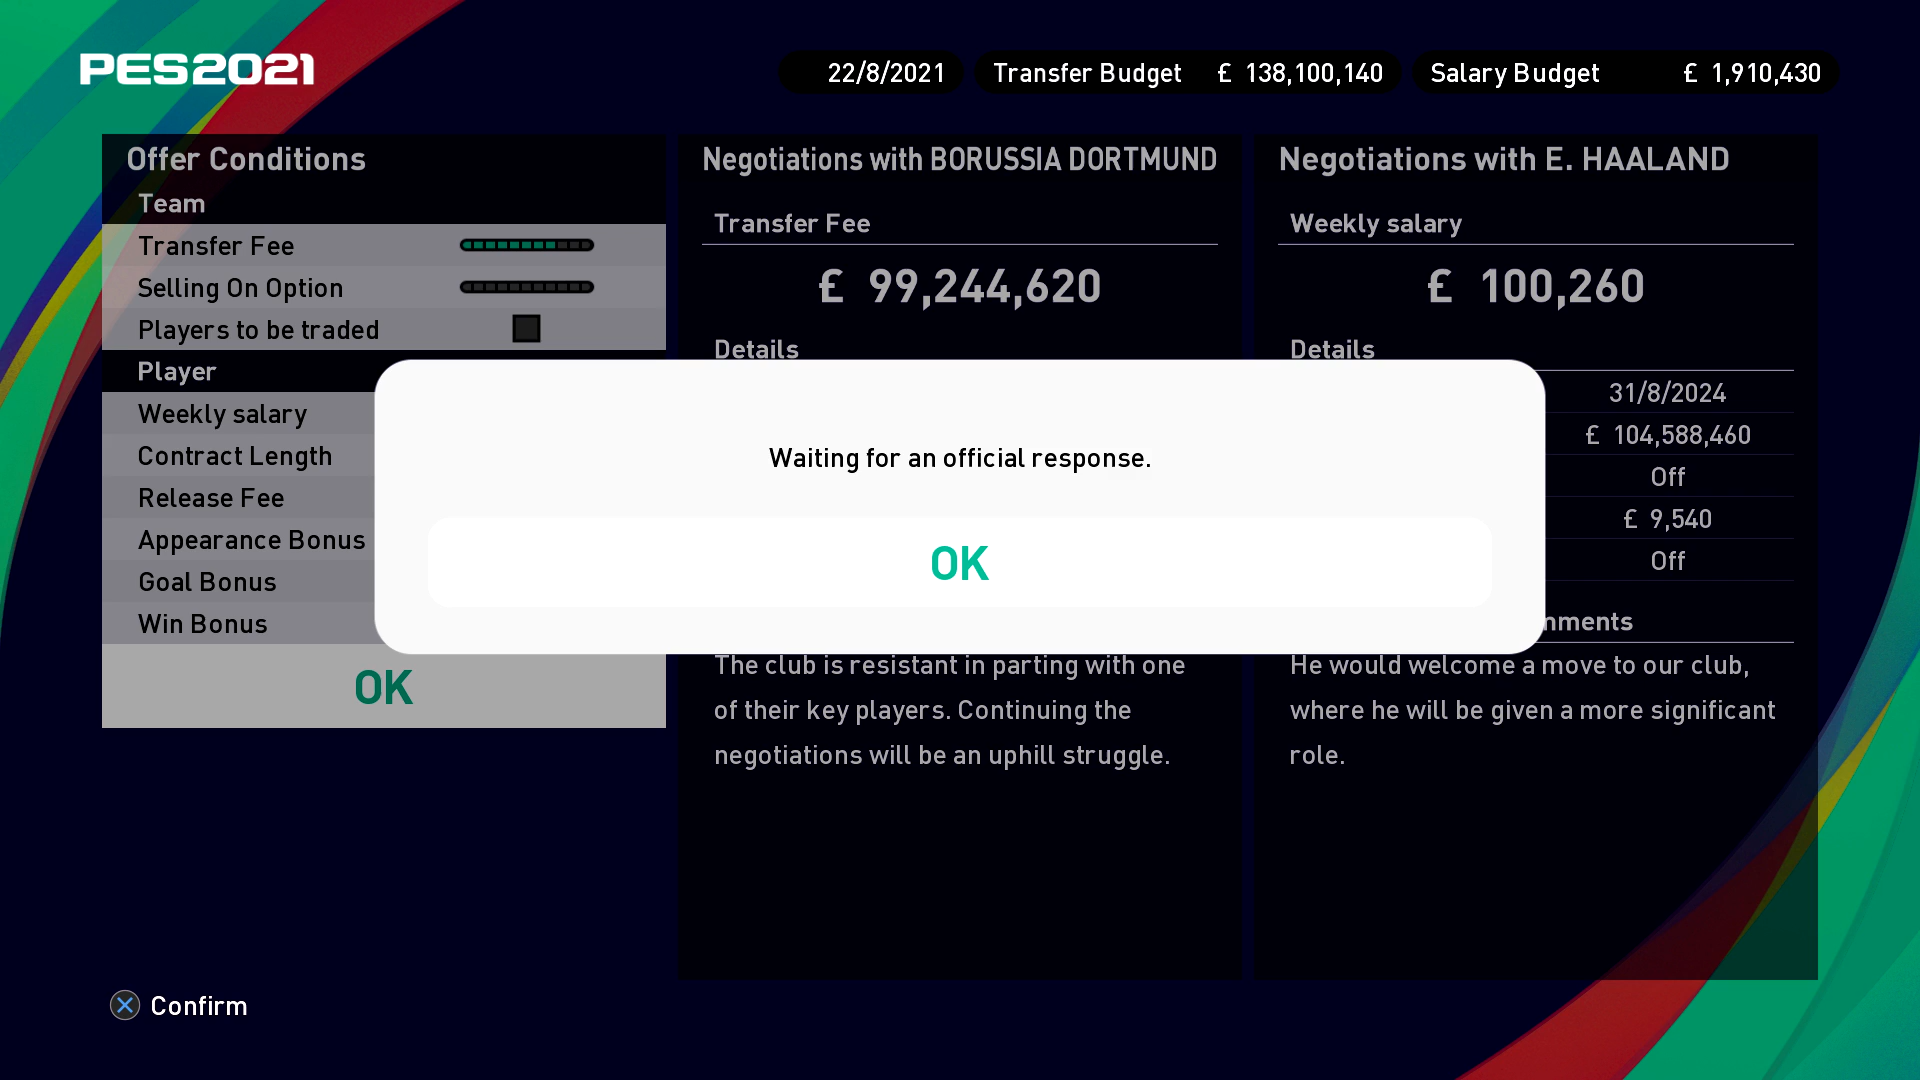 PES2021
22/8/2021
Transfer Budget £ 138,100,140
Salary Budget £ 1,910,430
Offer Conditions
Team
Transfer Fee
Selling On Option
Players to be traded
Player
Weekly salary
Contract Length
Release Fee
Appearance Bonus
Goal Bonus
Win Bonus
OK
Negotiations with BORUSSIA DORTMUND
Transfer Fee
£ 99,244,620
Details
The club is resistant in parting with one
of their key players. Continuing the
negotiations will be an uphill struggle.
Negotiations with E. HAALAND
Weekly salary
£ 100,260
Details
31/8/2024
£ 104,588,460
Off
£ 9,540
Off
He would welcome a move to our club,
where he will be given a more significant
role.
Waiting for an official response.
OK
Confirm